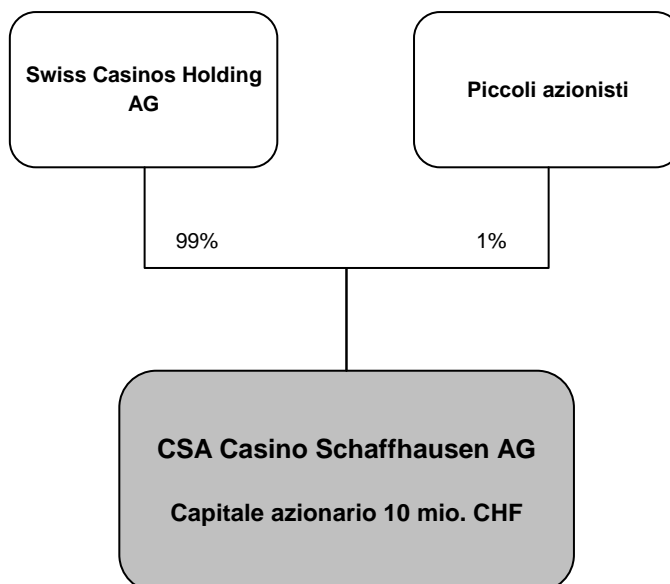 Swiss Casinos Holding
AG
Piccoli azionisti
99%
1%
CSA Casino Schaffhausen AG
Capitale azionario 10 mio. CHF